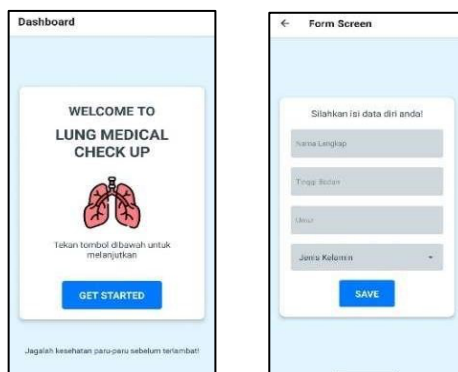 Dashboard
WELCOME TO
LUNG MEDICAL
CHECK UP
Tekan tombol dibawah untuk
melanjutkan
GET STARTED
Jagalah kesehatan paru-paru sebelum terlambat!
Form Screen
Silahkan isi data diri anda!
Nama Lengkap
Tinggi Badan
Umur
Jenis Kelamin
SAVE